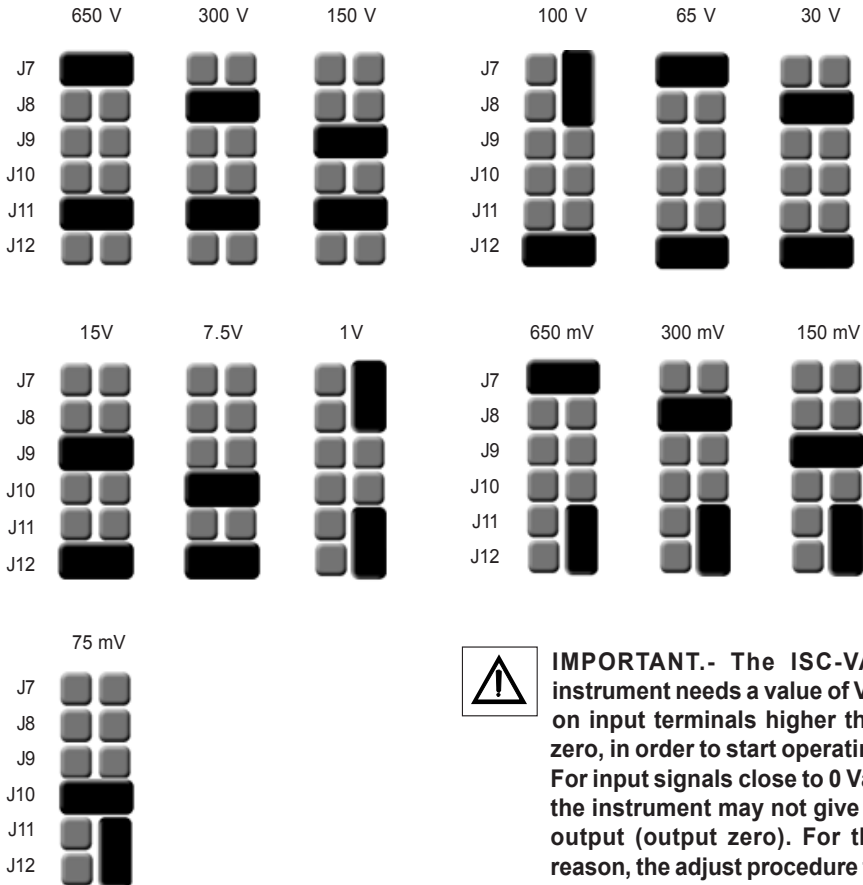 650 V 300 V 150 V
J7
J8
J9
J10
J11
J12
100 V 65 V 30 V
J7
J8
J9
J10
J11
J12
15V 7.5V 1V
J7
J8
J9
J10
J11
J12
650 mV 300 mV 150 mV
J7
J8
J9
J10
J11
J12
75 mV
J7
J8
J9
J10
J11
J12
IMPORTANT.- The ISC-VA
instrument needs a value of V
on input terminals higher th
zero, in order to start operatin
For input signals close to 0 Va
the instrument may not give
output (output zero). For th
reason, the adjust procedure